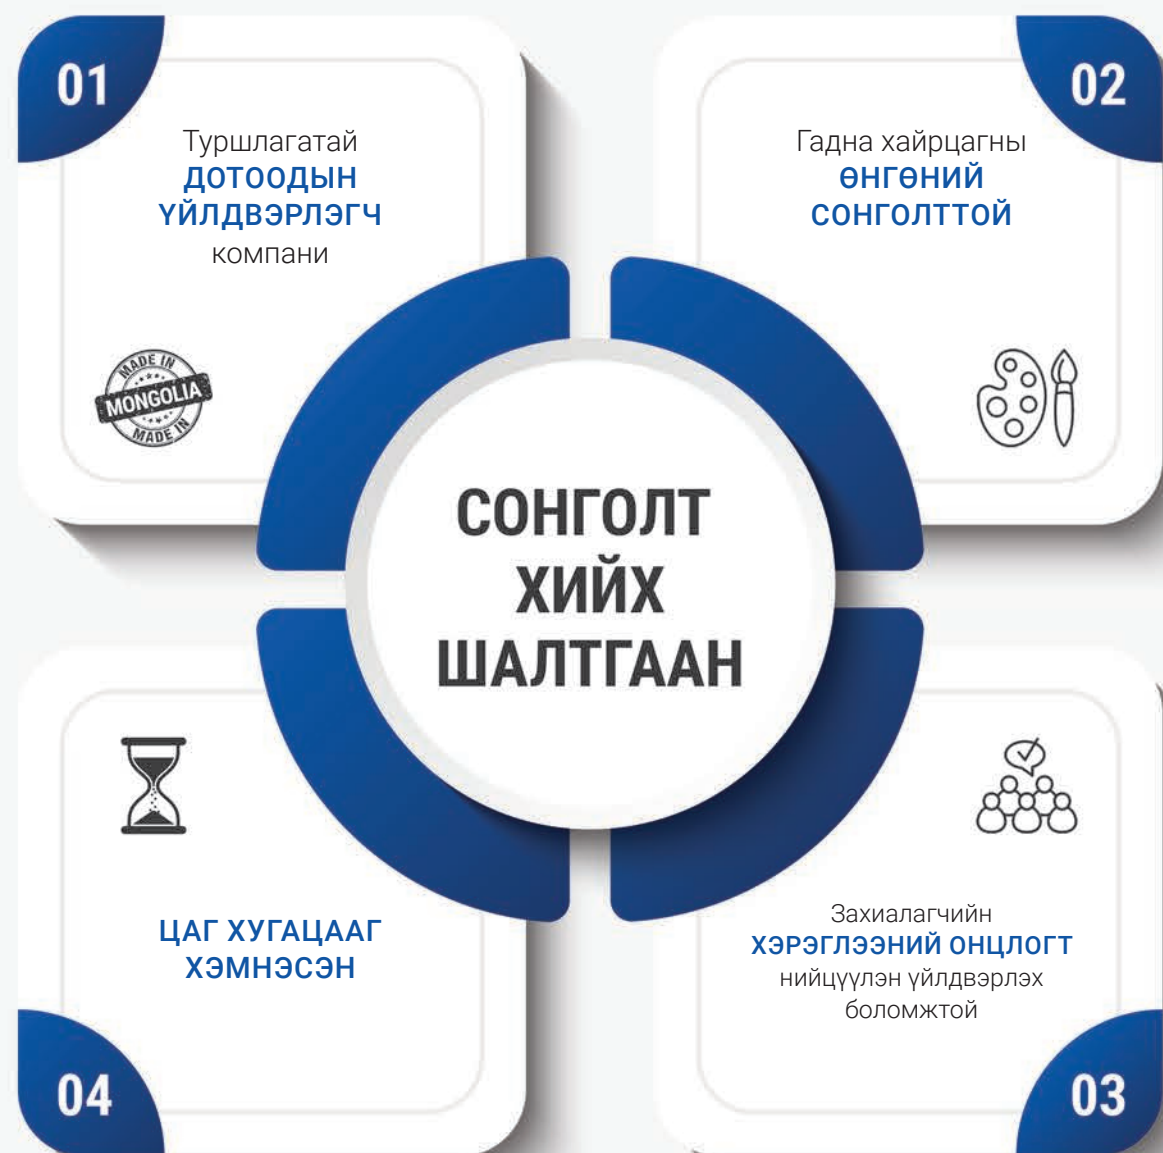 01
Туршлагатай
ДОТООДЫН
ҮЙЛДВЭРЛЭГЧ
компани
MADE IN
MONGOLIA
MADE IN
02
Гадна хайрцагны
ӨНГӨНИЙ
СОНГОЛТТОЙ
СОНГОЛТ
ХИЙХ
ШАЛТГААН
Захиалагчийн
ХЭРЭГЛЭЭНИЙ ОНЦЛОГТ
нийцүүлэн үйлдвэрлэх
боломжтой
03
ЦАГ ХУГАЦААГ
ХЭМНЭСЭН
04